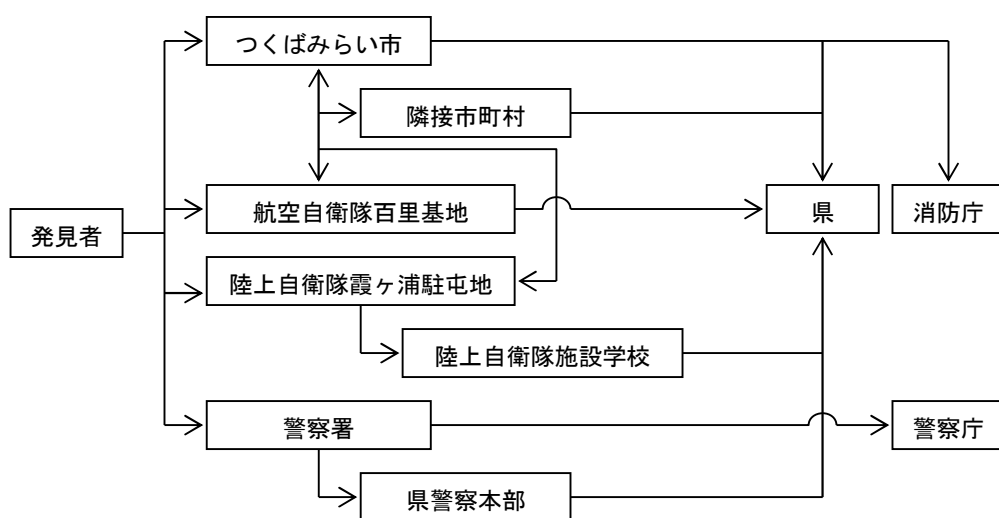 つくばみらい市
隣接市町村
発見者
航空自衛隊百里基地
県
消防庁
陸上自衛隊霞ヶ浦駐屯地
陸上自衛隊施設学校
警察署
警察庁
県警察本部